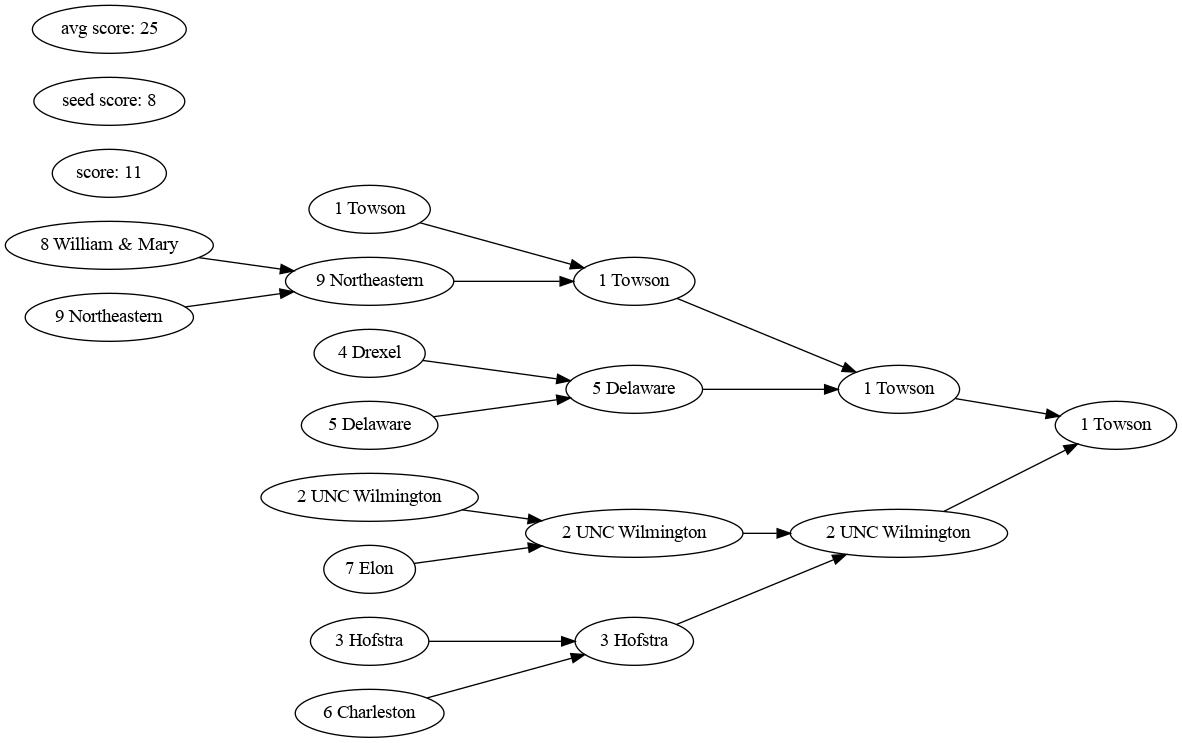 avg score: 25
seed score: 8
score: 11
1 Towson
8 William & Mary
9 Northeastern
1 Towson
9 Northeastern
4 Drexel
5 Delaware
1 Towson
5 Delaware
1 Towson
2 UNC Wilmington
2 UNC Wilmington
2 UNC Wilmington
7 Elon
3 Hofstra
3 Hofstra
6 Charleston